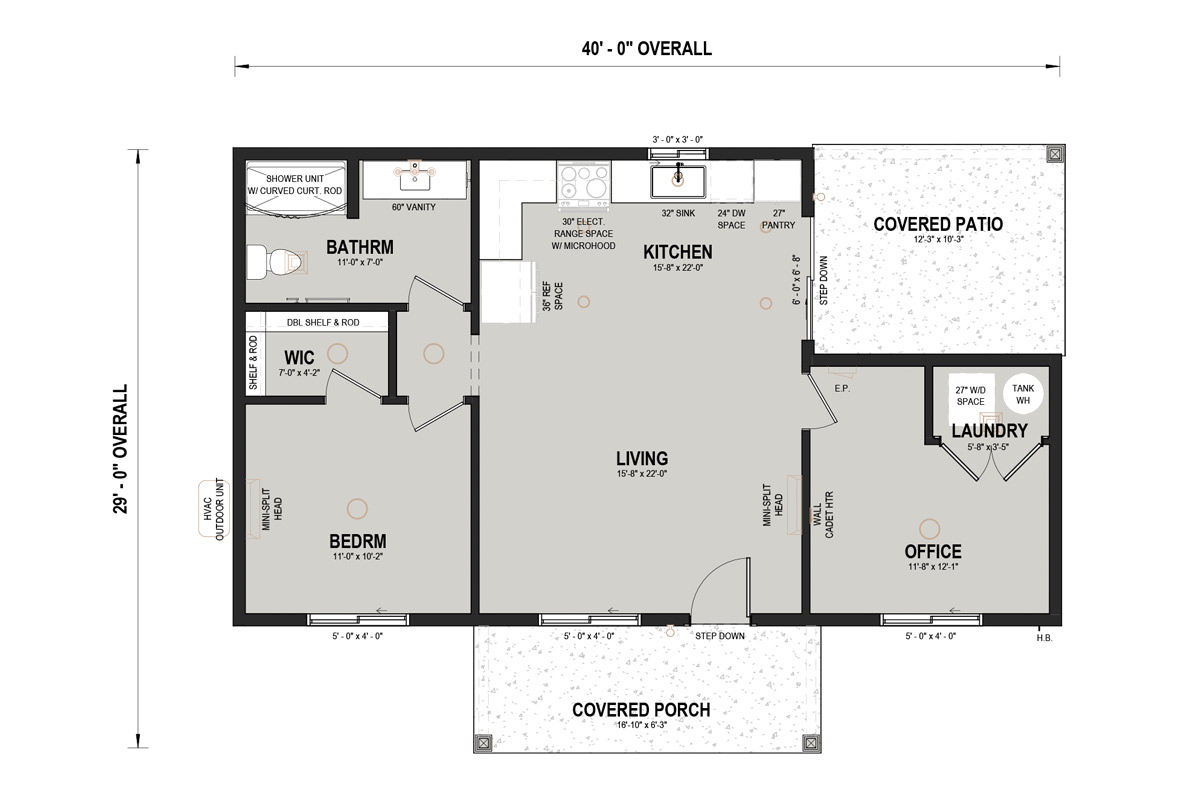 40' - 0" OVERALL
3' - 0" x 3' - 0"
SHOWER UNIT
W/ CURVED CURT. ROD
60" VANITY
BATHRM
11'-0" x 7'-0"
30" ELECT.
RANGE SPACE
W/ MICROHOOD
32" SINK
24" DW
SPACE
27"
PANTRY
KITCHEN
15'-8" x 22'-0"
36" REF
SPACE
6' - 0" x 6' - 8"
STEP DOWN
COVERED PATIO
12'-3" x 10'-3"
DBL SHELF & ROD
SHELF & ROD
WIC
7'-0" x 4'-2"
E.P.
27" W/D
SPACE
TANK
WH
LAUNDRY
5'-8" x 3'-5"
29' - 0" OVERALL
LIVING
15'-8" x 22'-0"
HVAC
OUTDOOR UNIT
MINI-SPLIT
HEAD
BEDRM
11'-0" x 10'-2"
MINI-SPLIT
HEAD
WALL
CADET HTR
OFFICE
11'-8" x 12'-1"
5' - 0" x 4' - 0"
5' - 0" x 4' - 0"
STEP DOWN
5' - 0" x 4' - 0"
H.B.
COVERED PORCH
16'-10" x 6'-3"